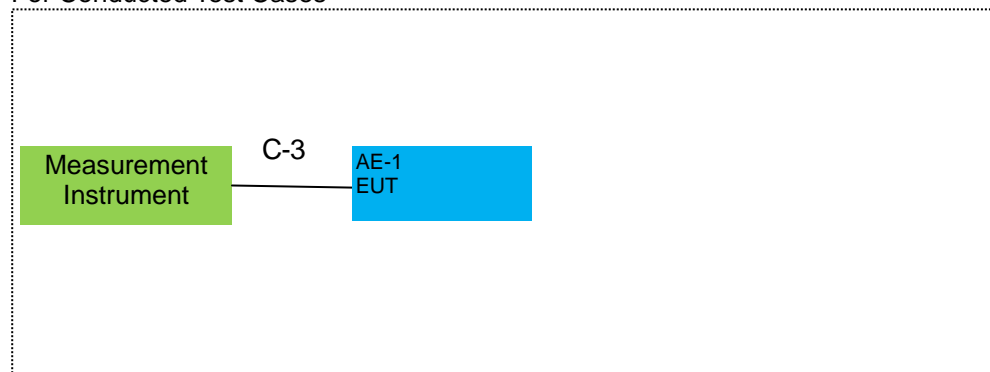 For Conducted Test Cases
Measurement
Instrument
C-3
AE-1
EUT